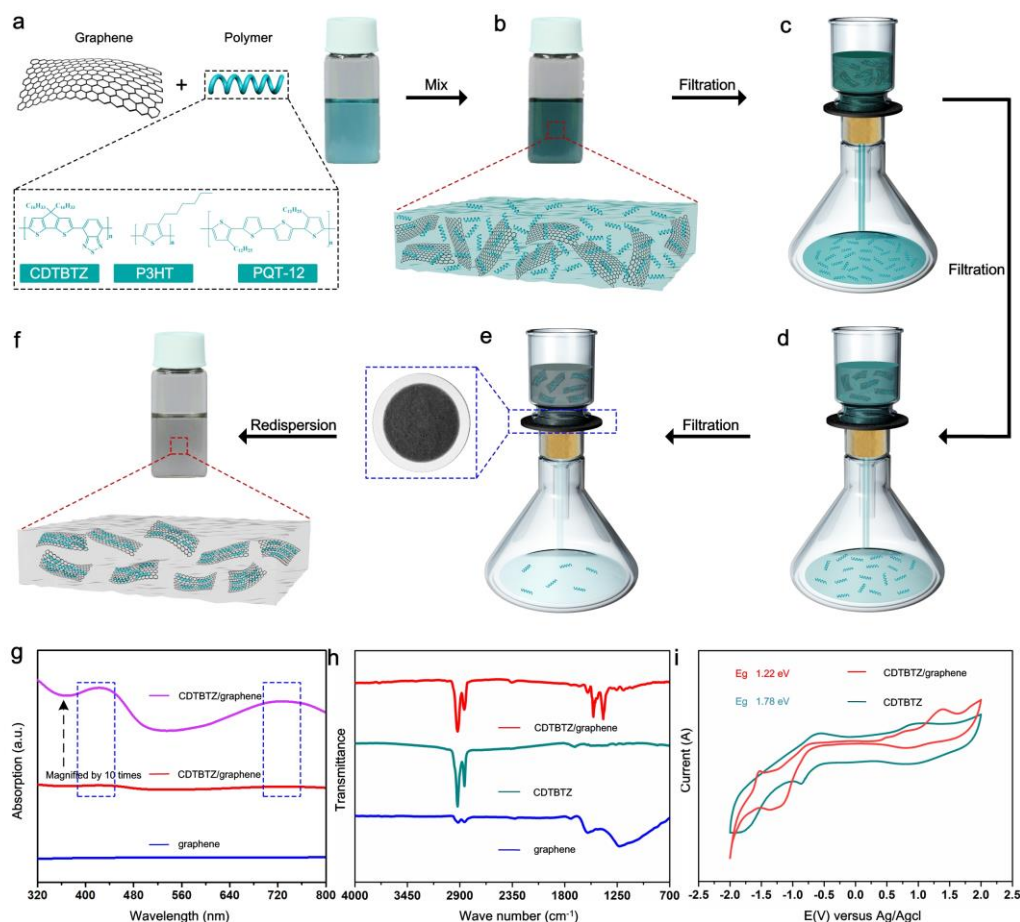 a
Graphene
+
Polymer
Mix
b
Filtration
c
C₁₆H₃₃
C₁₆H₃₃
S
S
n
N
S
N
S
n
C₁₂H₂₅
S
S
S
S
n
C₁₂H₂₅
CDTBTZ
P3HT
PQT-12
Filtration
f
Redispersion
e
Filtration
d
g
CDTBTZ/graphene
Magnified by 10 times
CDTBTZ/graphene
graphene
Absorption (a.u.)
320 400 480 560 640 720 800
Wavelength (nm)
h
CDTBTZ/graphene
CDTBTZ
graphene
Transmittance
4000 2900 1250 700
Wave number (cm⁻¹)
i
Eg 1.22 eV
CDTBTZ/graphene
Eg 1.78 eV
CDTBTZ
Current (A)
-2.5 -2.0 -1.5 -1.0 -0.5 0.0 0.5 1.0 1.5 2.0 2.5
E(V) versus Ag/Agcl